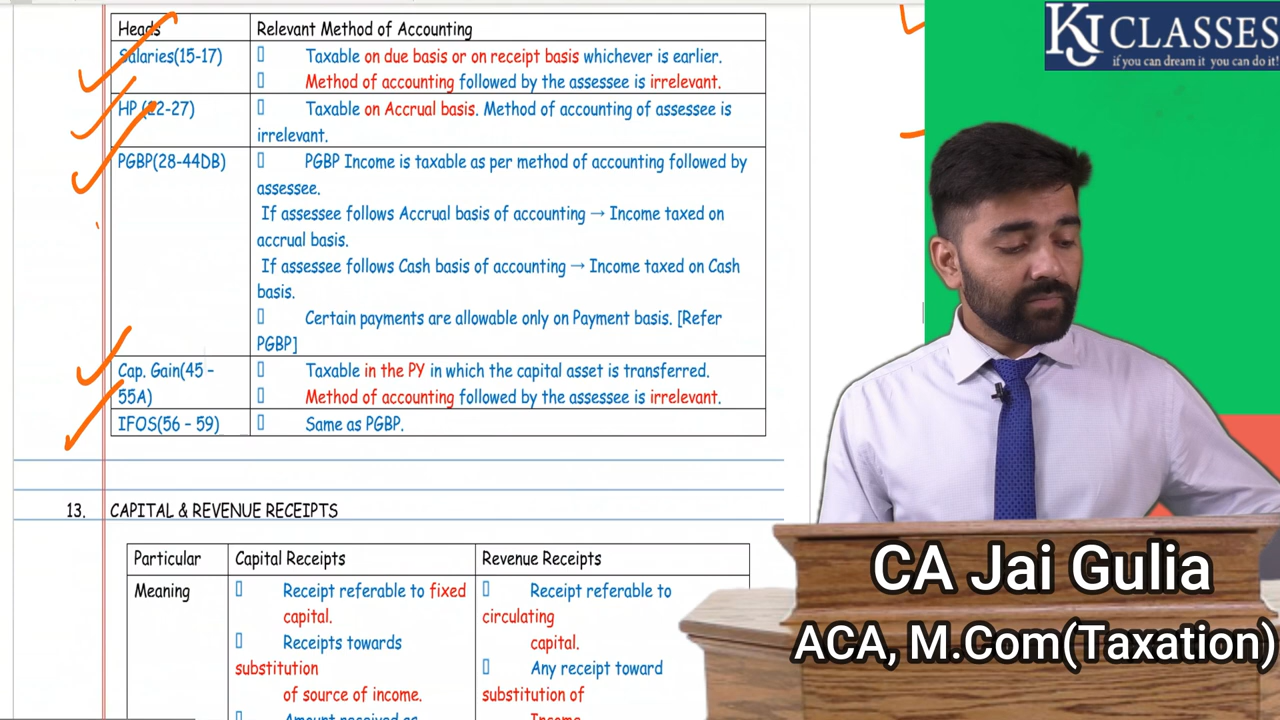 Heads Relevant Method of Accounting
Salaries(15-17) Taxable on due basis or on receipt basis whichever is earlier.
Method of accounting followed by the assessee is irrelevant.
HP (22-27) Taxable on Accrual basis. Method of accounting of assessee is
irrelevant.
PGBP(28-44DB) PGBP Income is taxable as per method of accounting followed by
assessee.
If assessee follows Accrual basis of accounting → Income taxed on
accrual basis.
If assessee follows Cash basis of accounting → Income taxed on Cash
basis.
Certain payments are allowable only on Payment basis. [Refer
PGBP]
Cap. Gain(45 – Taxable in the PY in which the capital asset is transferred.
55A) Method of accounting followed by the assessee is irrelevant.
IFOS(56 – 59) Same as PGBP.
13. CAPITAL & REVENUE RECEIPTS
Particular Capital Receipts Revenue Receipts
Meaning Receipt referable to fixed Receipt referable to
capital. circulating
Receipts towards capital.
substitution Any receipt toward
of source of income. substitution of
Amount received as Income
KJ CLASSES
if you can dream it you can do it!
CA Jai Gulia
ACA, M.Com(Taxation)